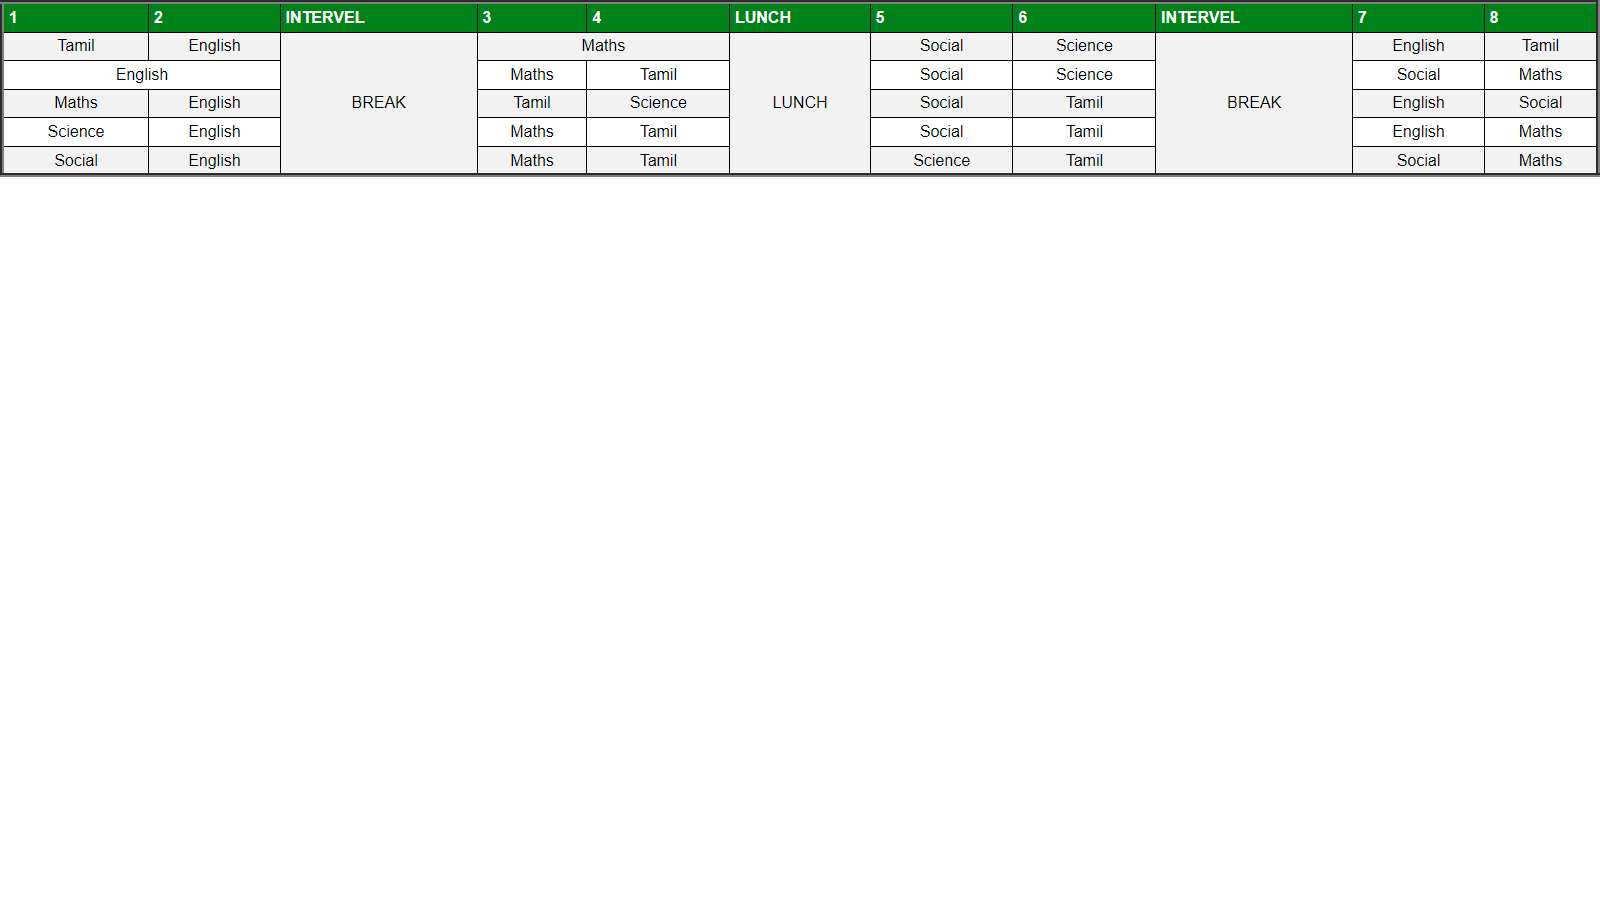 1 2 INTERVEL 3 4 LUNCH 5 6 INTERVEL 7 8
Tamil English Maths Social Science English Tamil
English Maths Tamil Social Science Social Maths
Maths English BREAK Tamil Science LUNCH Social Tamil BREAK English Social
Science English Maths Tamil Social Tamil English Maths
Social English Maths Tamil Science Tamil Social Maths